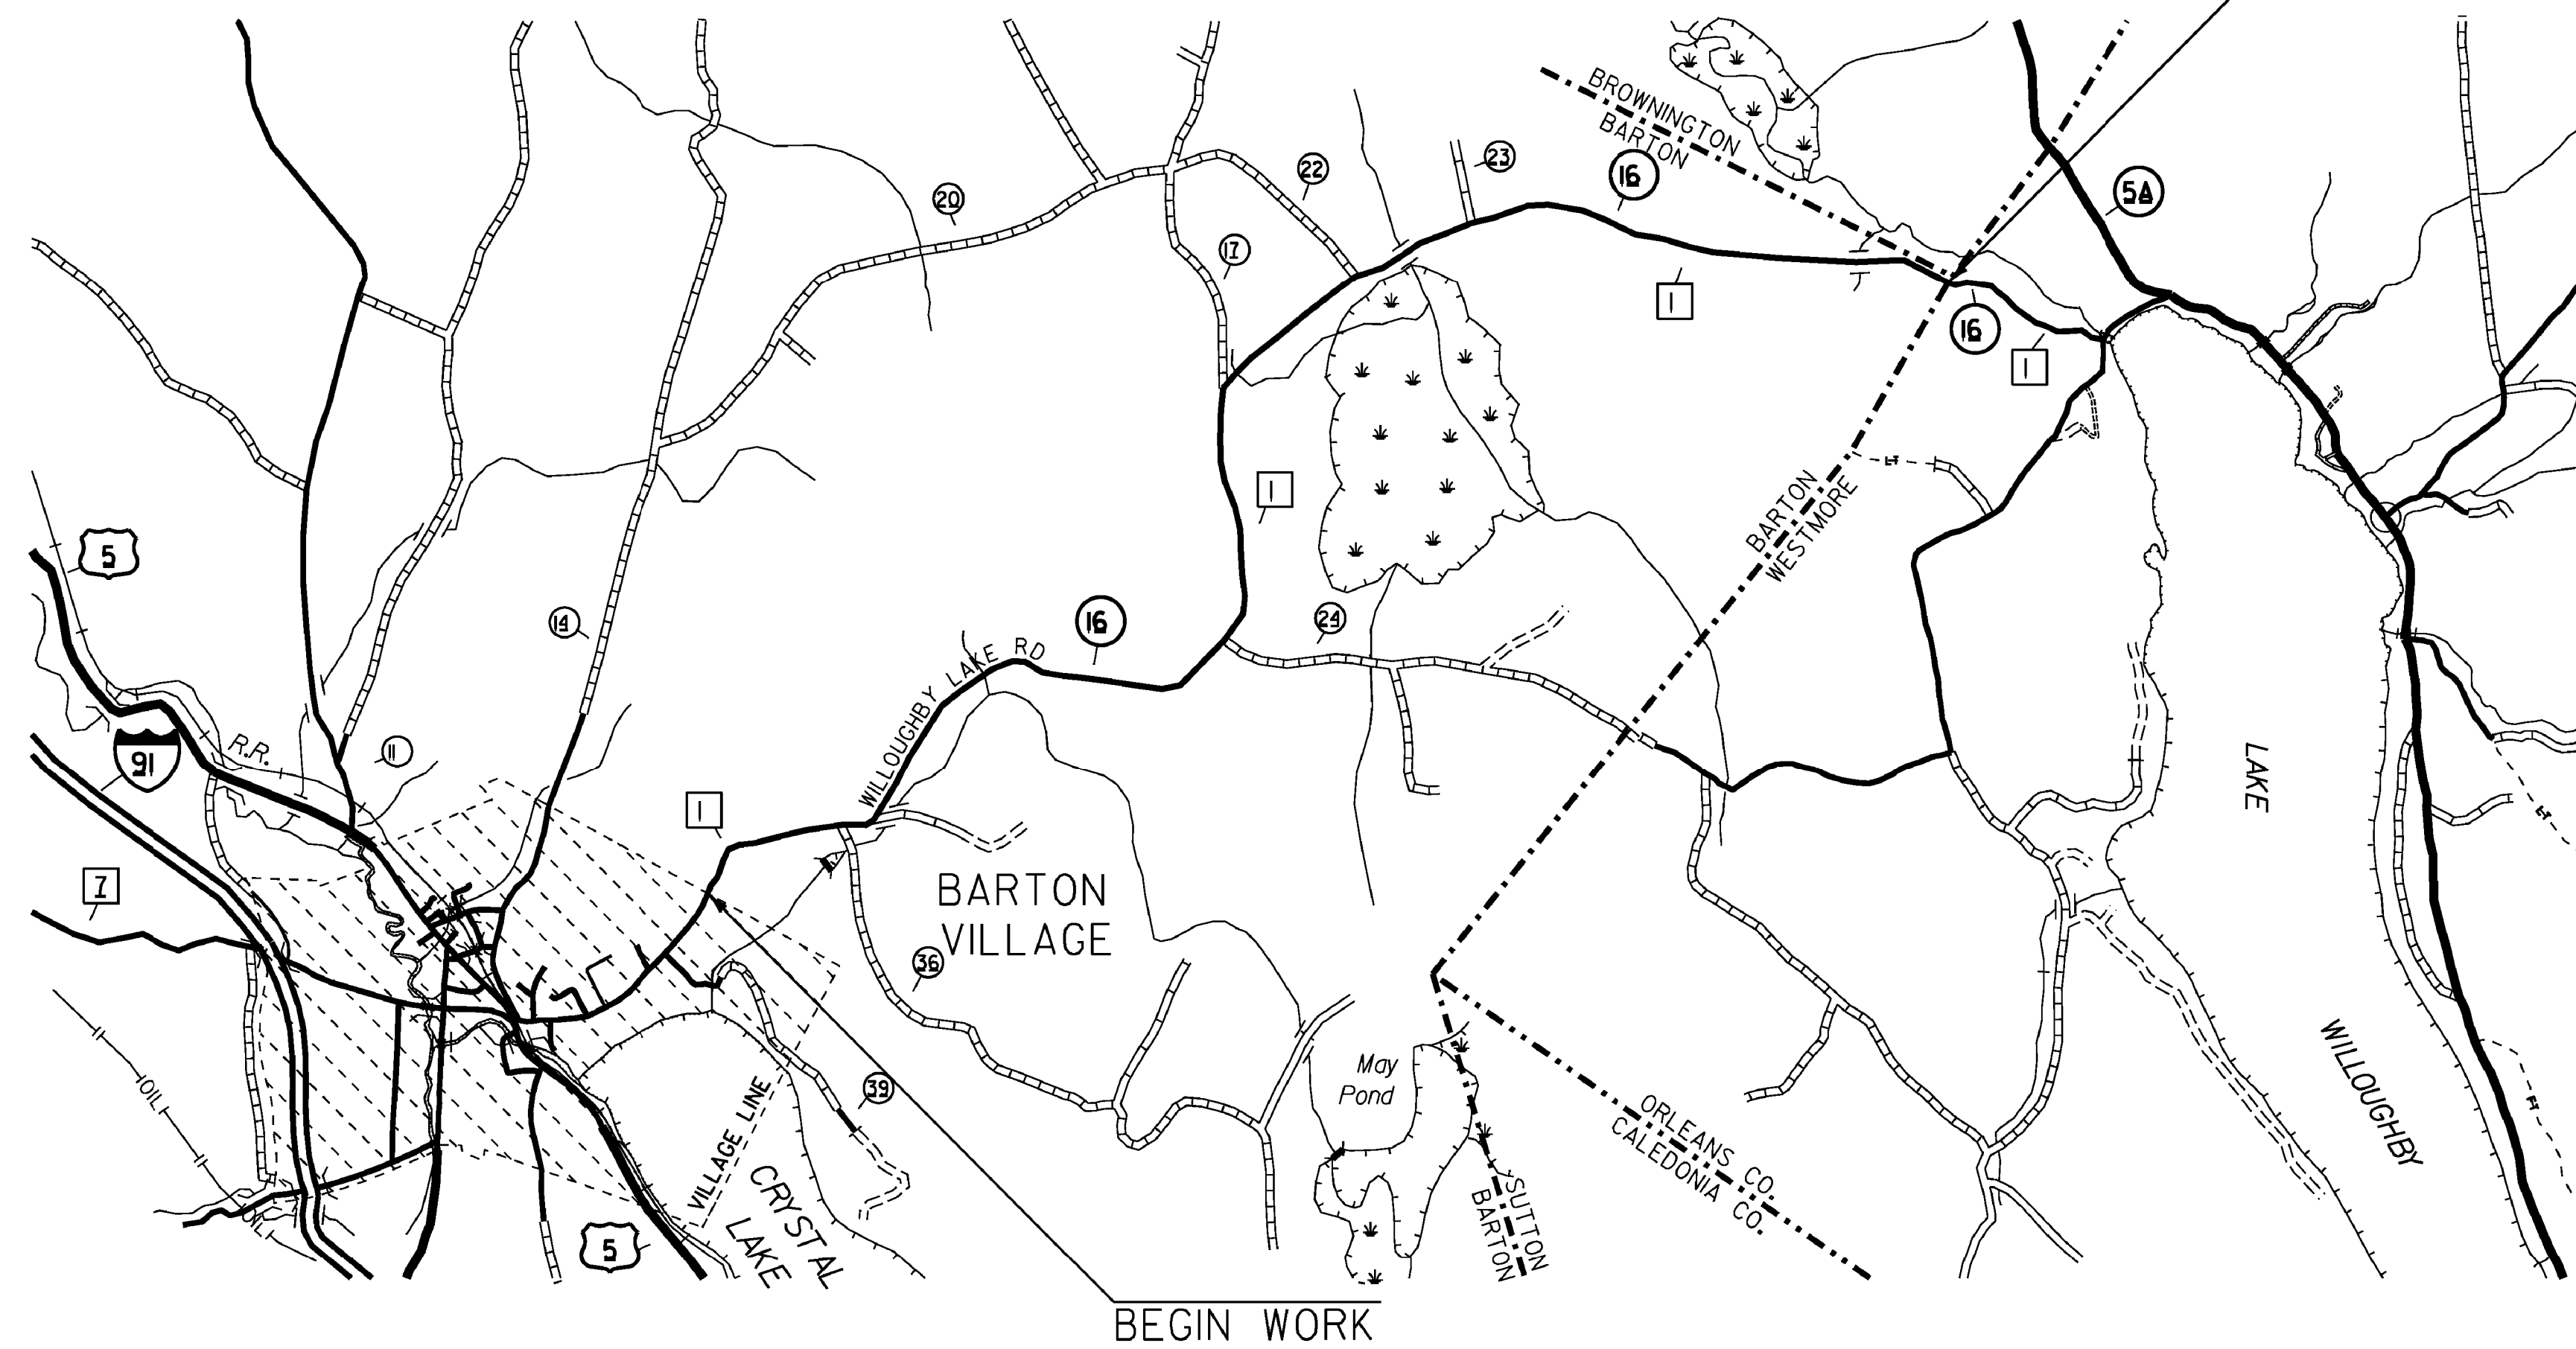 BROWNINGTON
BARTON
23
22
16
5A
20
17
1
16
1
1
5
BARTON
WESTMORE
14
16
24
WILLOUGHBY LAKE RD
R.R.
11
91
LAKE
1
7
BARTON
VILLAGE
36
May
Pond
39
OIL
VILLAGE LINE
WILLOUGHBY
ORLEANS CO.
CALEDONIA CO.
SUTTON
BARTON
CRYSTAL
LAKE
OIL
5
BEGIN WORK